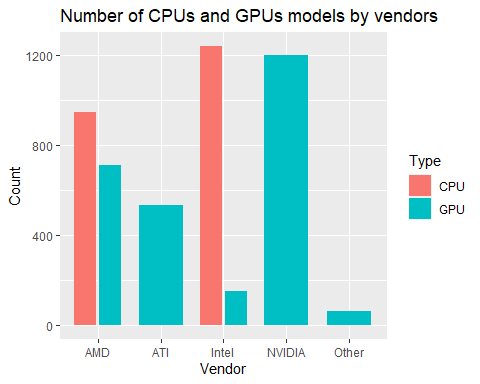 Number of CPUs and GPUs models by vendors
1200
800
400
0
Count
AMD ATI Intel NVIDIA Other
Vendor
Type
CPU
GPU